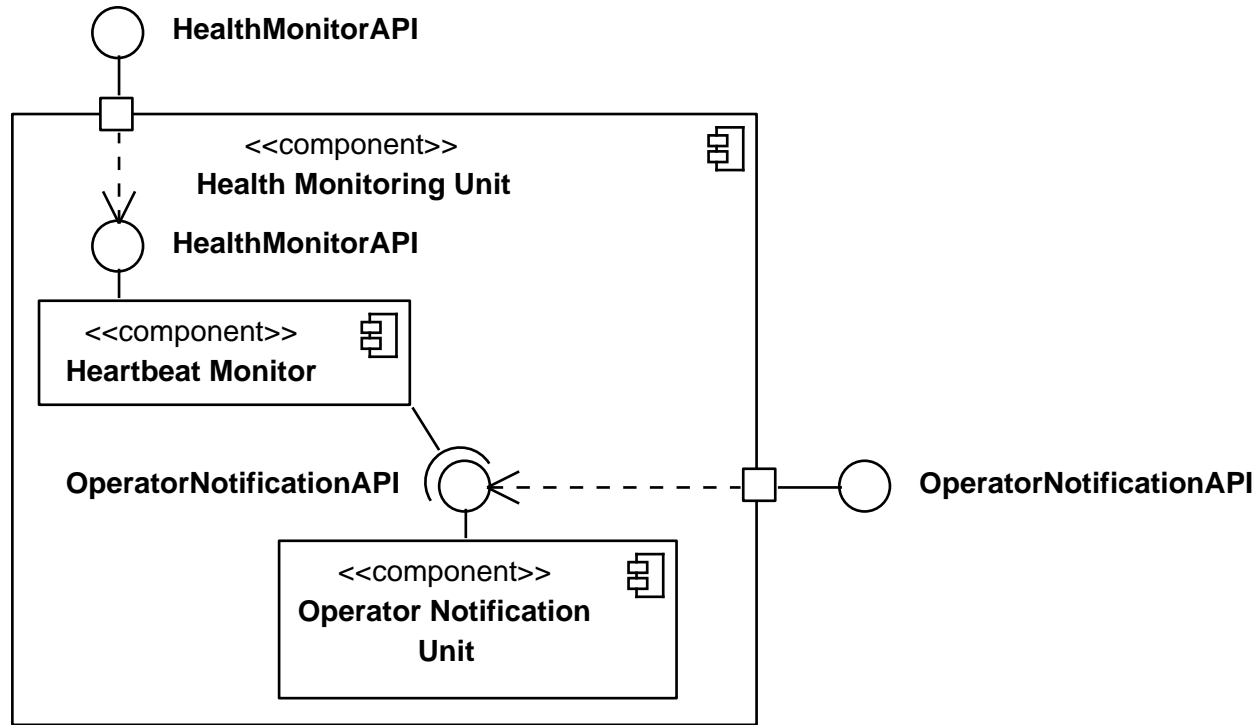 HealthMonitorAPI
<<component>>
Health Monitoring Unit
HealthMonitorAPI
<<component>>
Heartbeat Monitor
OperatorNotificationAPI
OperatorNotificationAPI
<<component>>
Operator Notification
Unit